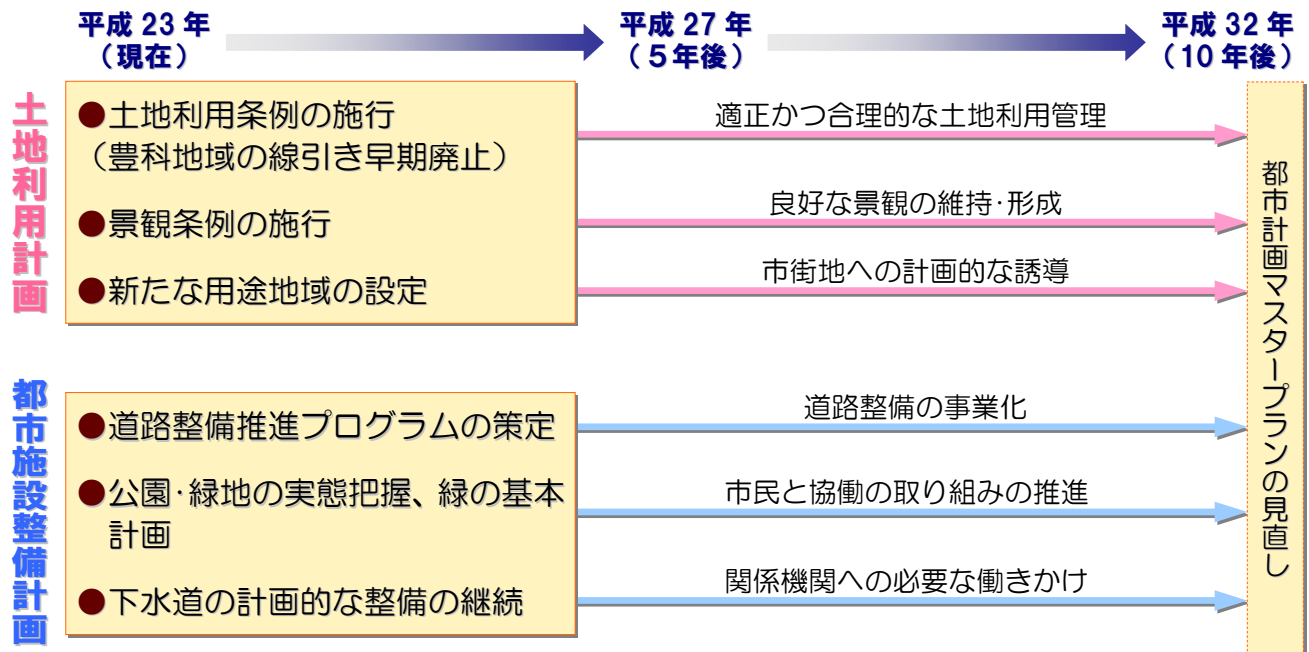 平成 23 年
（現在）
平成 27 年
（５年後）
平成 32 年
（10 年後）
土地利用計画
●土地利用条例の施行
（豊科地域の線引き早期廃止）
●景観条例の施行
●新たな用途地域の設定
適正かつ合理的な土地利用管理
良好な景観の維持・形成
市街地への計画的な誘導
都市施設整備計画
●道路整備推進プログラムの策定
●公園・緑地の実態把握、緑の基本
計画
●下水道の計画的な整備の継続
道路整備の事業化
市民と協働の取り組みの推進
関係機関への必要な働きかけ
都市計画マスタープランの見直し